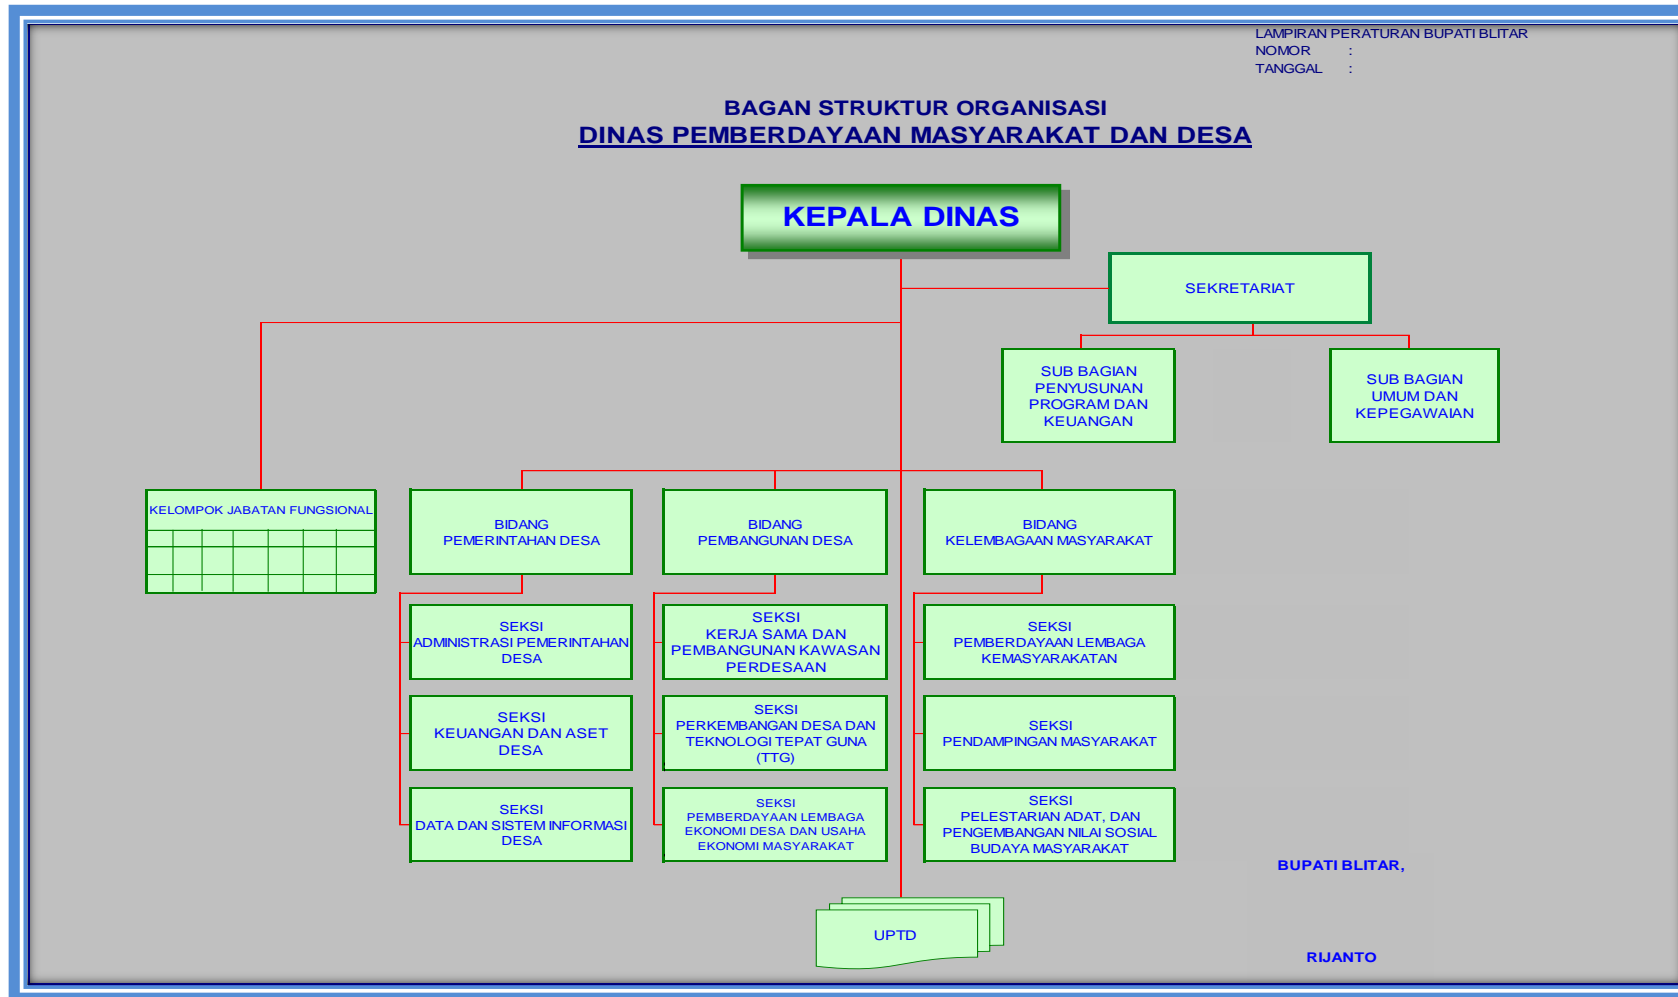 LAMPIRAN PERATURAN BUPATI BLITAR
NOMOR :
TANGGAL :
BAGAN STRUKTUR ORGANISASI
DINAS PEMBERDAYAAN MASYARAKAT DAN DESA
KEPALA DINAS
SEKRETARIAT
SUB BAGIAN
PENYUSUNAN
PROGRAM DAN
KEUANGAN
SUB BAGIAN
UMUM DAN
KEPEGAWAIAN
KELOMPOK JABATAN FUNGSIONAL
BIDANG
PEMERINTAHAN DESA
BIDANG
PEMBANGUNAN DESA
BIDANG
KELEMBAGAAN MASYARAKAT
SEKSI
ADMINISTRASI PEMERINTAHAN
DESA
SEKSI
KERJA SAMA DAN
PEMBANGUNAN KAWASAN
PERDESAAN
SEKSI
PEMBERDAYAAN LEMBAGA
KEMASYARAKATAN
SEKSI
KEUANGAN DAN ASET
DESA
SEKSI
PERKEMBANGAN DESA DAN
TEKNOLOGI TEPAT GUNA
(TTG)
SEKSI
PENDAMPINGAN MASYARAKAT
SEKSI
DATA DAN SISTEM INFORMASI
DESA
SEKSI
PEMBERDAYAAN LEMBAGA
EKONOMI DESA DAN USAHA
EKONOMI MASYARAKAT
SEKSI
PELESTARIAN ADAT, DAN
PENGEMBANGAN NILAI SOSIAL
BUDAYA MASYARAKAT
BUPATI BLITAR,
UPTD
RIJANTO